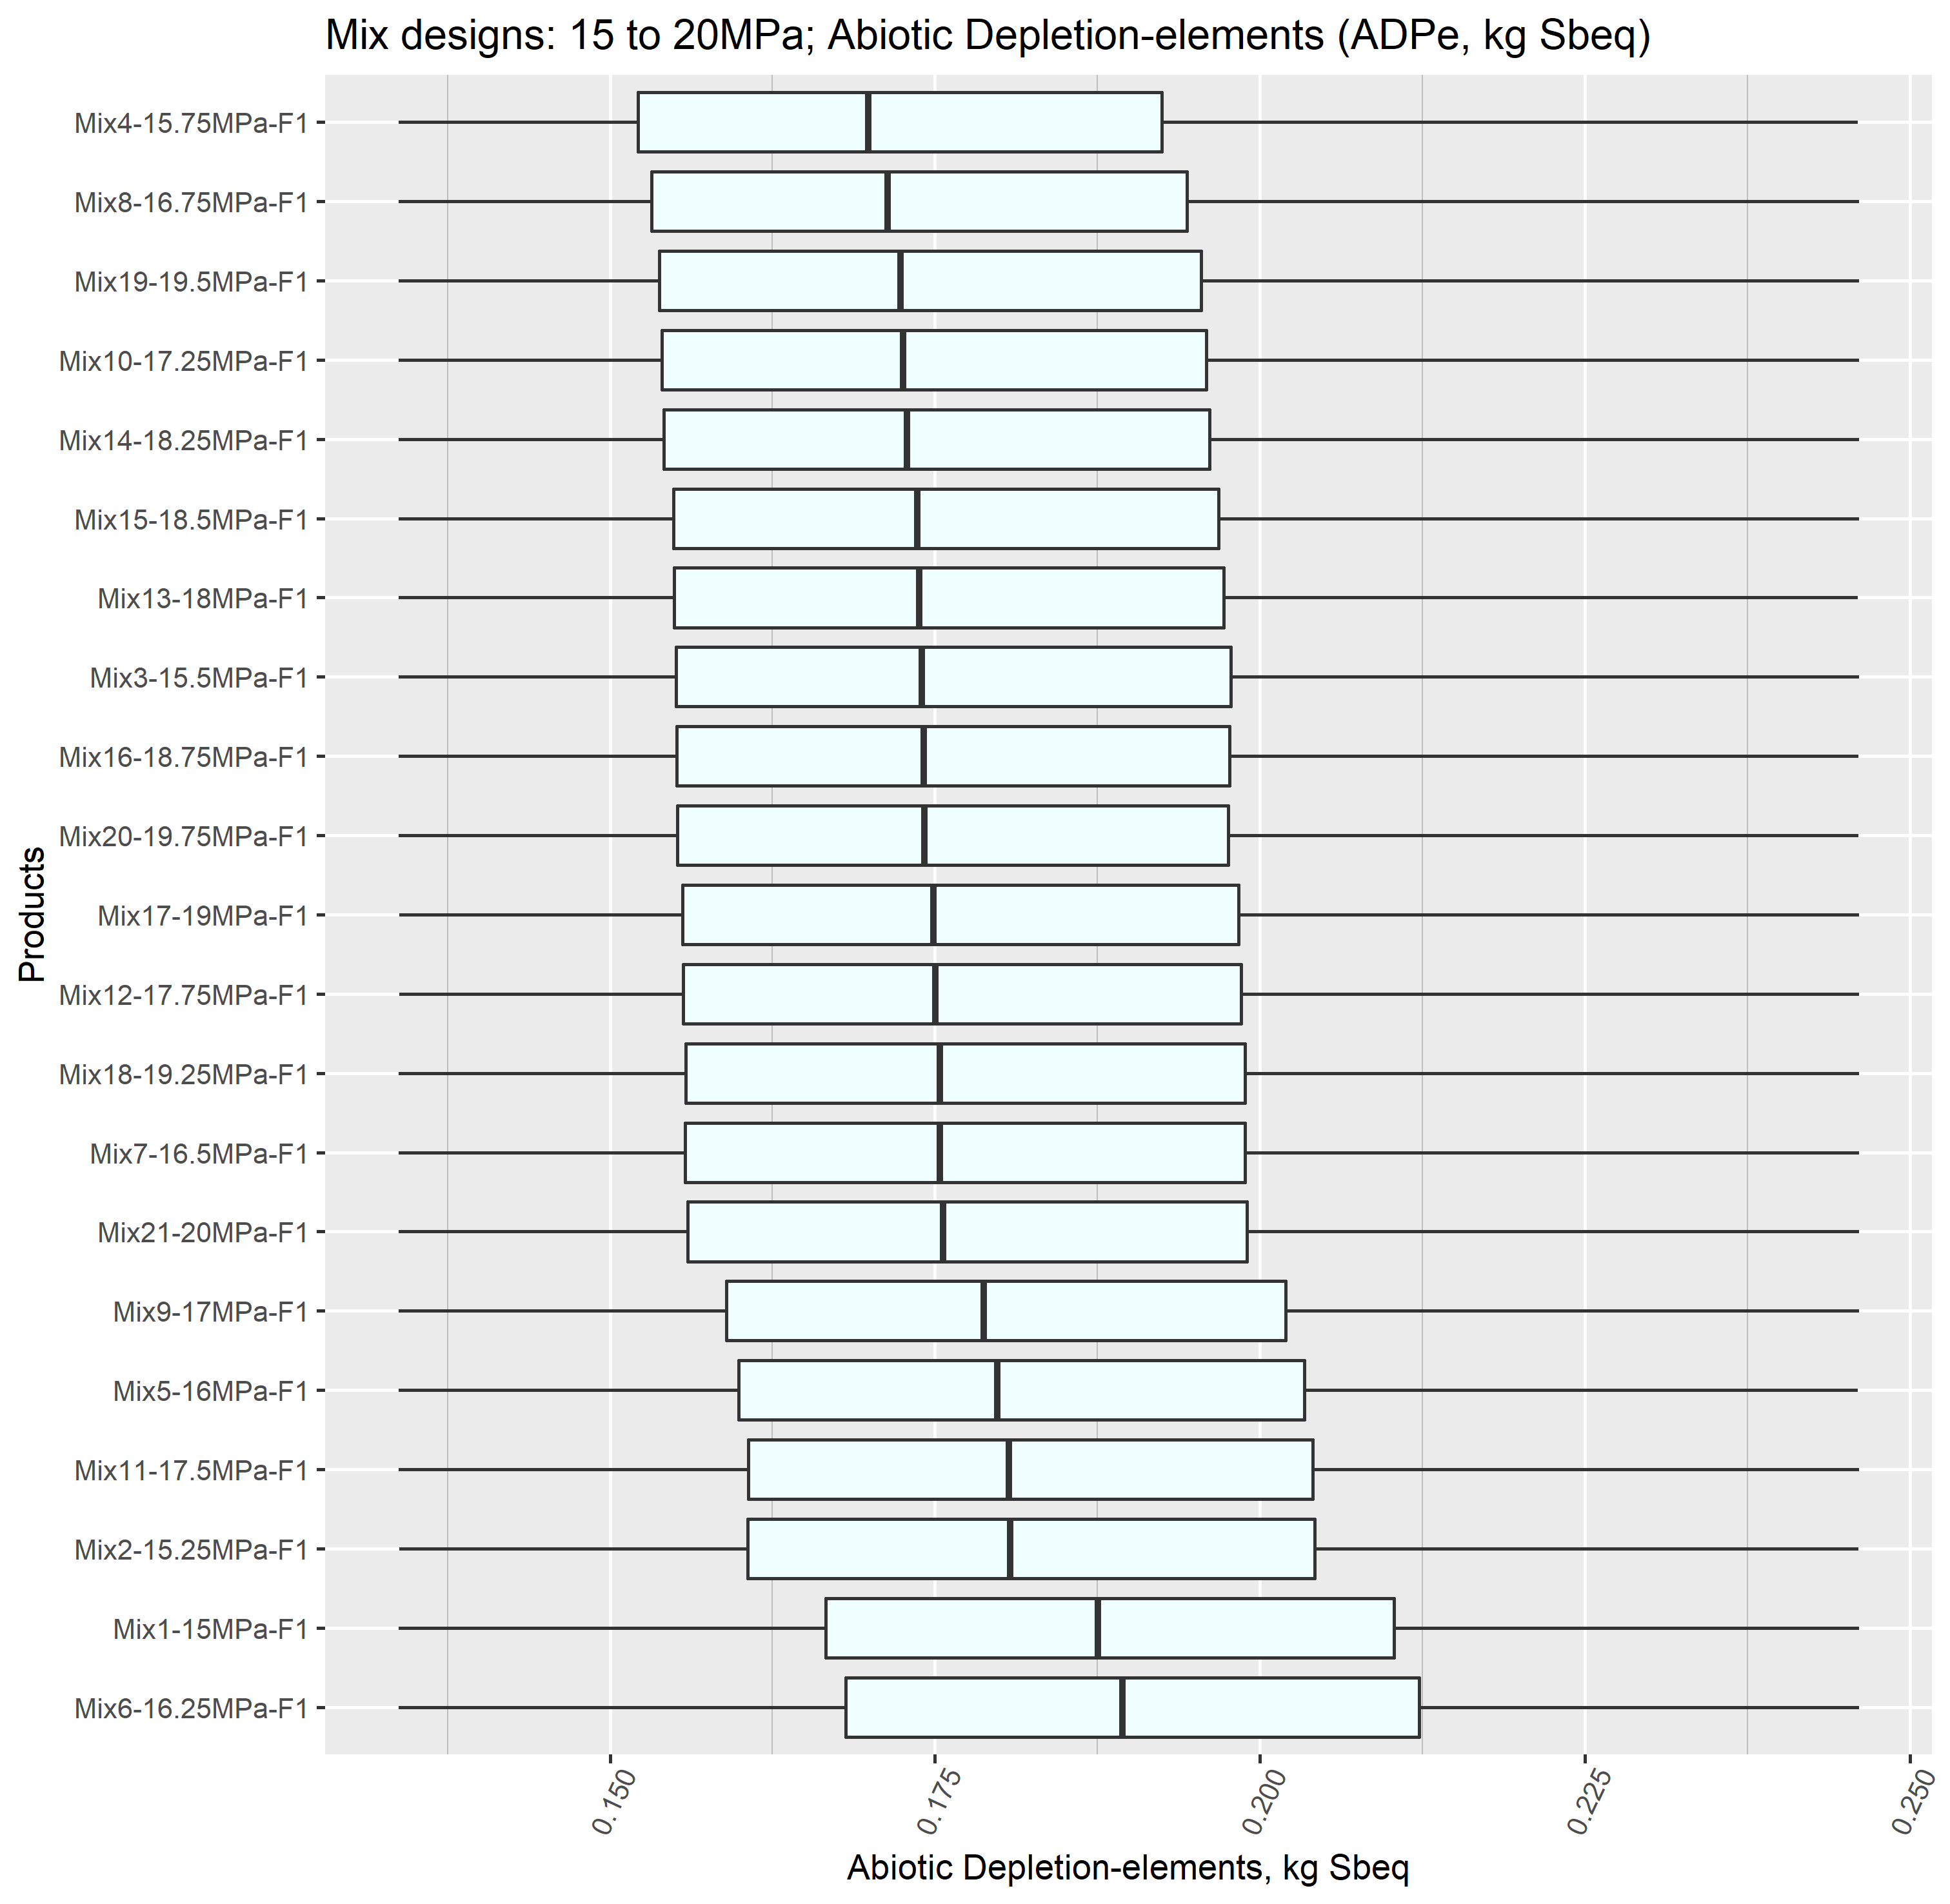 Mix designs: 15 to 20MPa; Abiotic Depletion-elements (ADPe, kg Sbeq)
Products
Mix4-15.75MPa-F1
Mix8-16.75MPa-F1
Mix19-19.5MPa-F1
Mix10-17.25MPa-F1
Mix14-18.25MPa-F1
Mix15-18.5MPa-F1
Mix13-18MPa-F1
Mix3-15.5MPa-F1
Mix16-18.75MPa-F1
Mix20-19.75MPa-F1
Mix17-19MPa-F1
Mix12-17.75MPa-F1
Mix18-19.25MPa-F1
Mix7-16.5MPa-F1
Mix21-20MPa-F1
Mix9-17MPa-F1
Mix5-16MPa-F1
Mix11-17.5MPa-F1
Mix2-15.25MPa-F1
Mix1-15MPa-F1
Mix6-16.25MPa-F1
0.150 0.175 0.200 0.225 0.250
Abiotic Depletion-elements, kg Sbeq